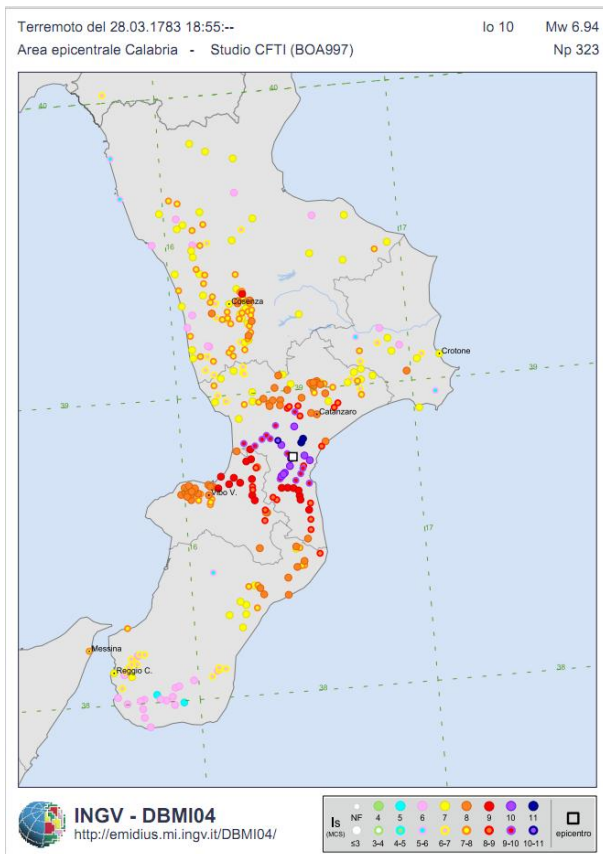 Terremoto del 28.03.1783 18:55:-- Io 10 Mw 6.94
Area epicentrale Calabria - Studio CFTI (BOA997) Np 323
40
40
17
16
Cosenza
Crotone
39
39
39
Catanzaro
Vibo V.
17
16
Messina
Reggio C.
38
38
38
INGV - DBMI04
http://emidius.mi.ingv.it/DBMI04/
Is
(MCS)
NF 4 5 6 7 8 9 10 11
≤3 3-4 4-5 5-6 6-7 7-8 8-9 9-10 10-11
epicentro